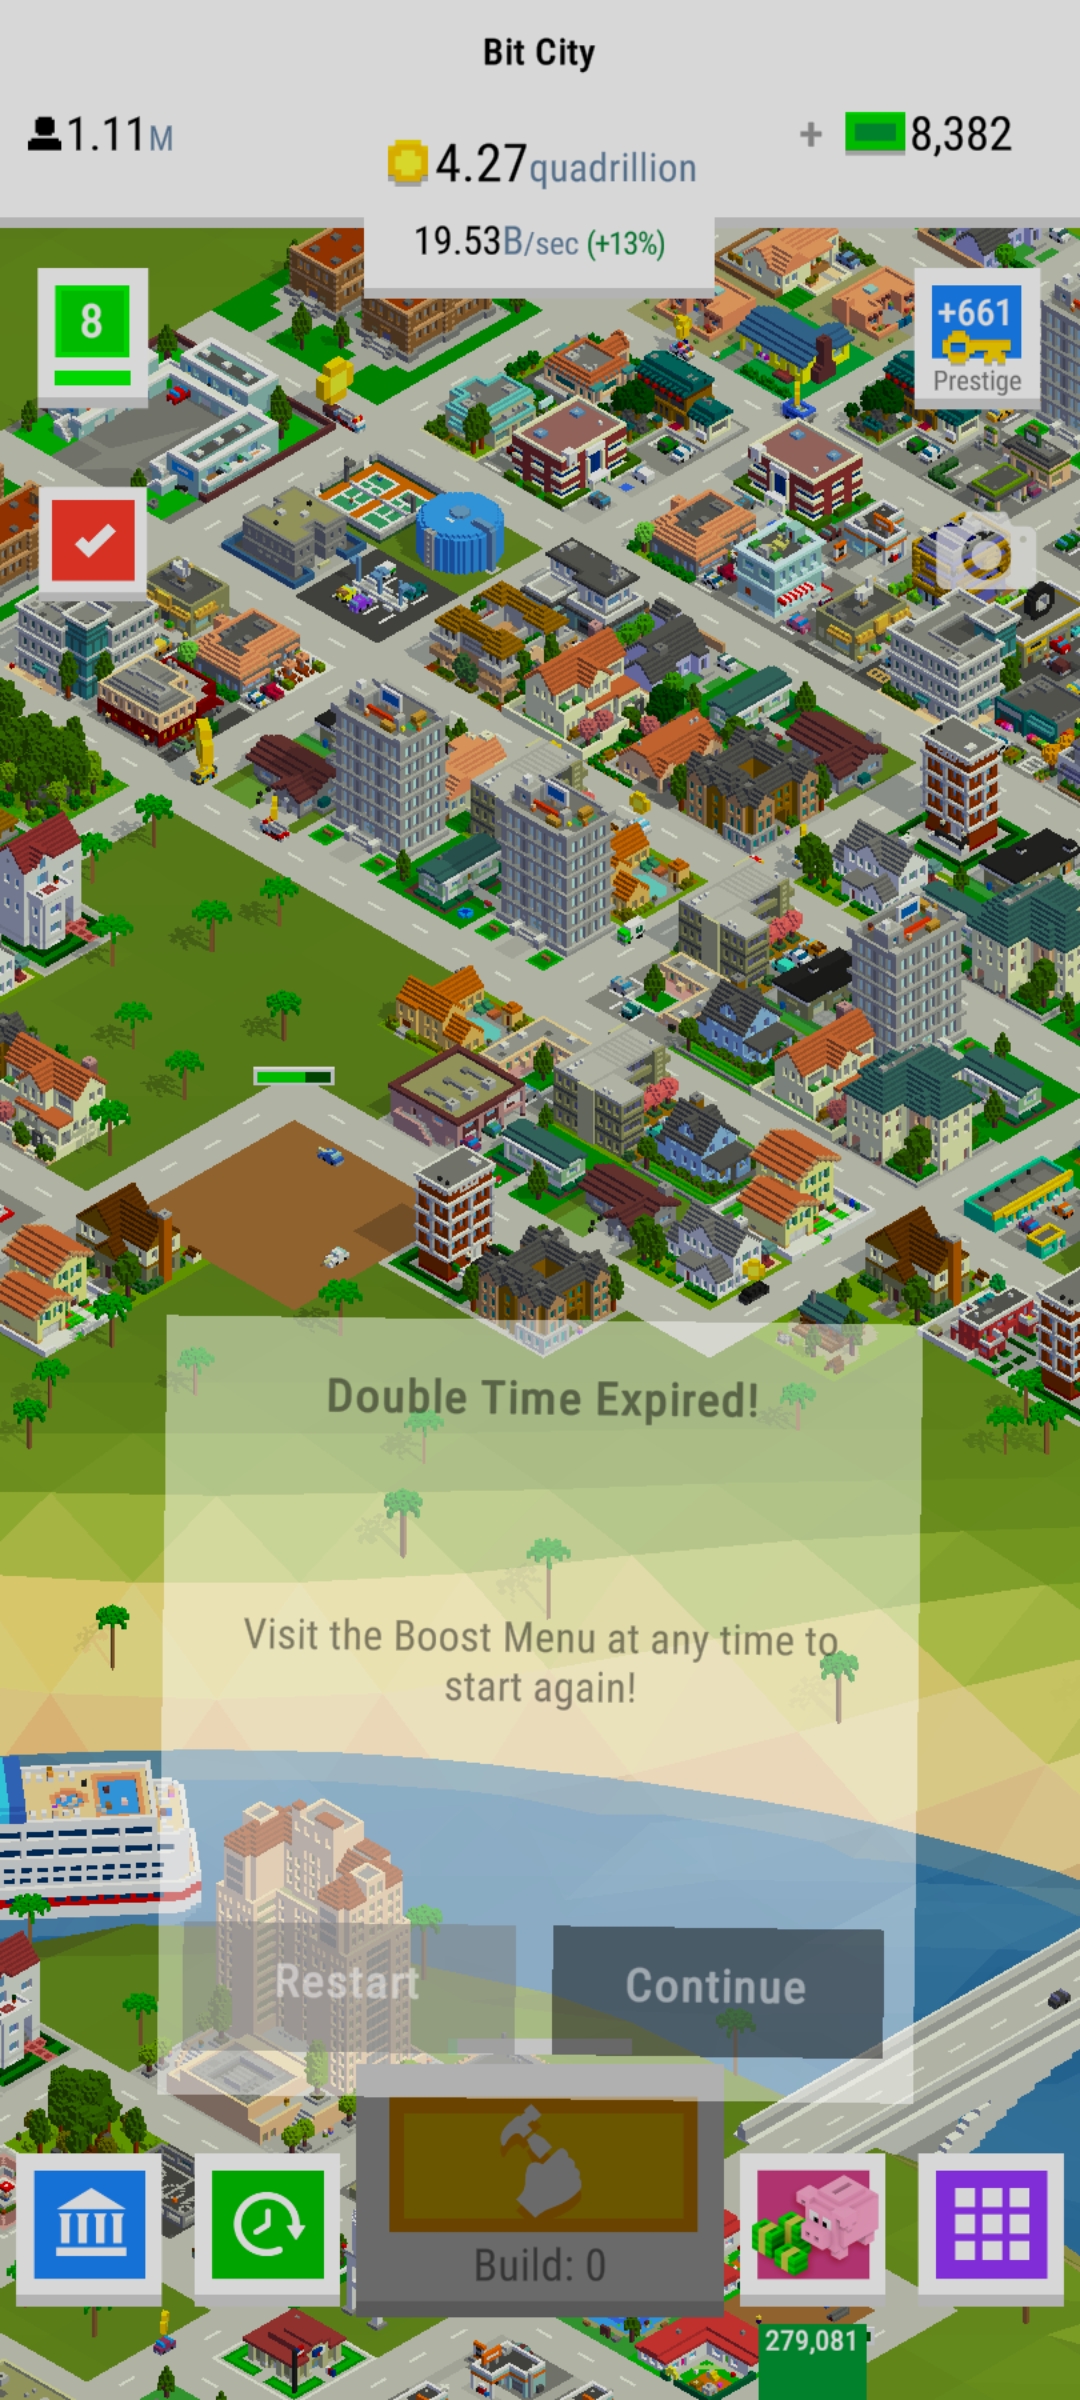 Bit City
1.11M
4.27quadrillion
+ 8,382
19.53B/sec (+13%)
8
+661
Prestige
Double Time Expired!
Visit the Boost Menu at any time to
start again!
Restart
Continue
Build: 0
279,081